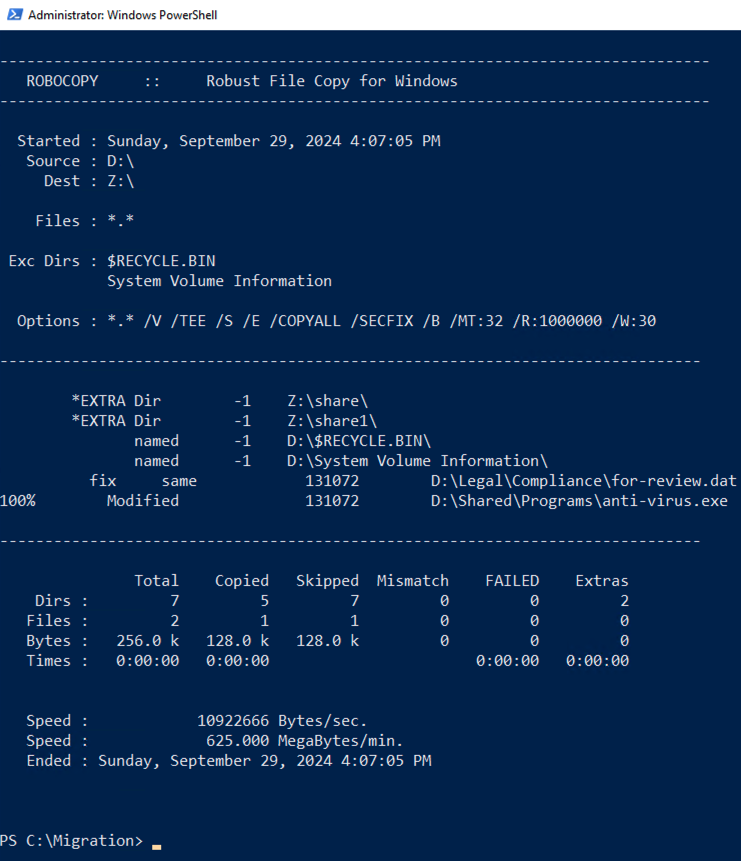 Administrator: Windows PowerShell
-------------------------------------------------------------------------------
   ROBOCOPY     ::     Robust File Copy for Windows
-------------------------------------------------------------------------------
  Started : Sunday, September 29, 2024 4:07:05 PM
   Source : D:\
     Dest : Z:\
    Files : *.*
 Exc Dirs : $RECYCLE.BIN
            System Volume Information
  Options : *.* /V /TEE /S /E /COPYALL /SECFIX /B /MT:32 /R:1000000 /W:30
------------------------------------------------------------------------------
        *EXTRA Dir        -1    Z:\share\
        *EXTRA Dir        -1    Z:\share1\
               named      -1    D:\$RECYCLE.BIN\
               named      -1    D:\System Volume Information\
          fix     same            131072        D:\Legal\Compliance\for-review.dat
100%        Modified              131072        D:\Shared\Programs\anti-virus.exe
------------------------------------------------------------------------------
               Total    Copied   Skipped  Mismatch    FAILED    Extras
    Dirs :         7         5         7         0         0         2
   Files :         2         1         1         0         0         0
   Bytes :   256.0 k   128.0 k   128.0 k         0         0         0
   Times :   0:00:00   0:00:00                       0:00:00   0:00:00
   Speed :            10922666 Bytes/sec.
   Speed :             625.000 MegaBytes/min.
   Ended : Sunday, September 29, 2024 4:07:05 PM
PS C:\Migration>